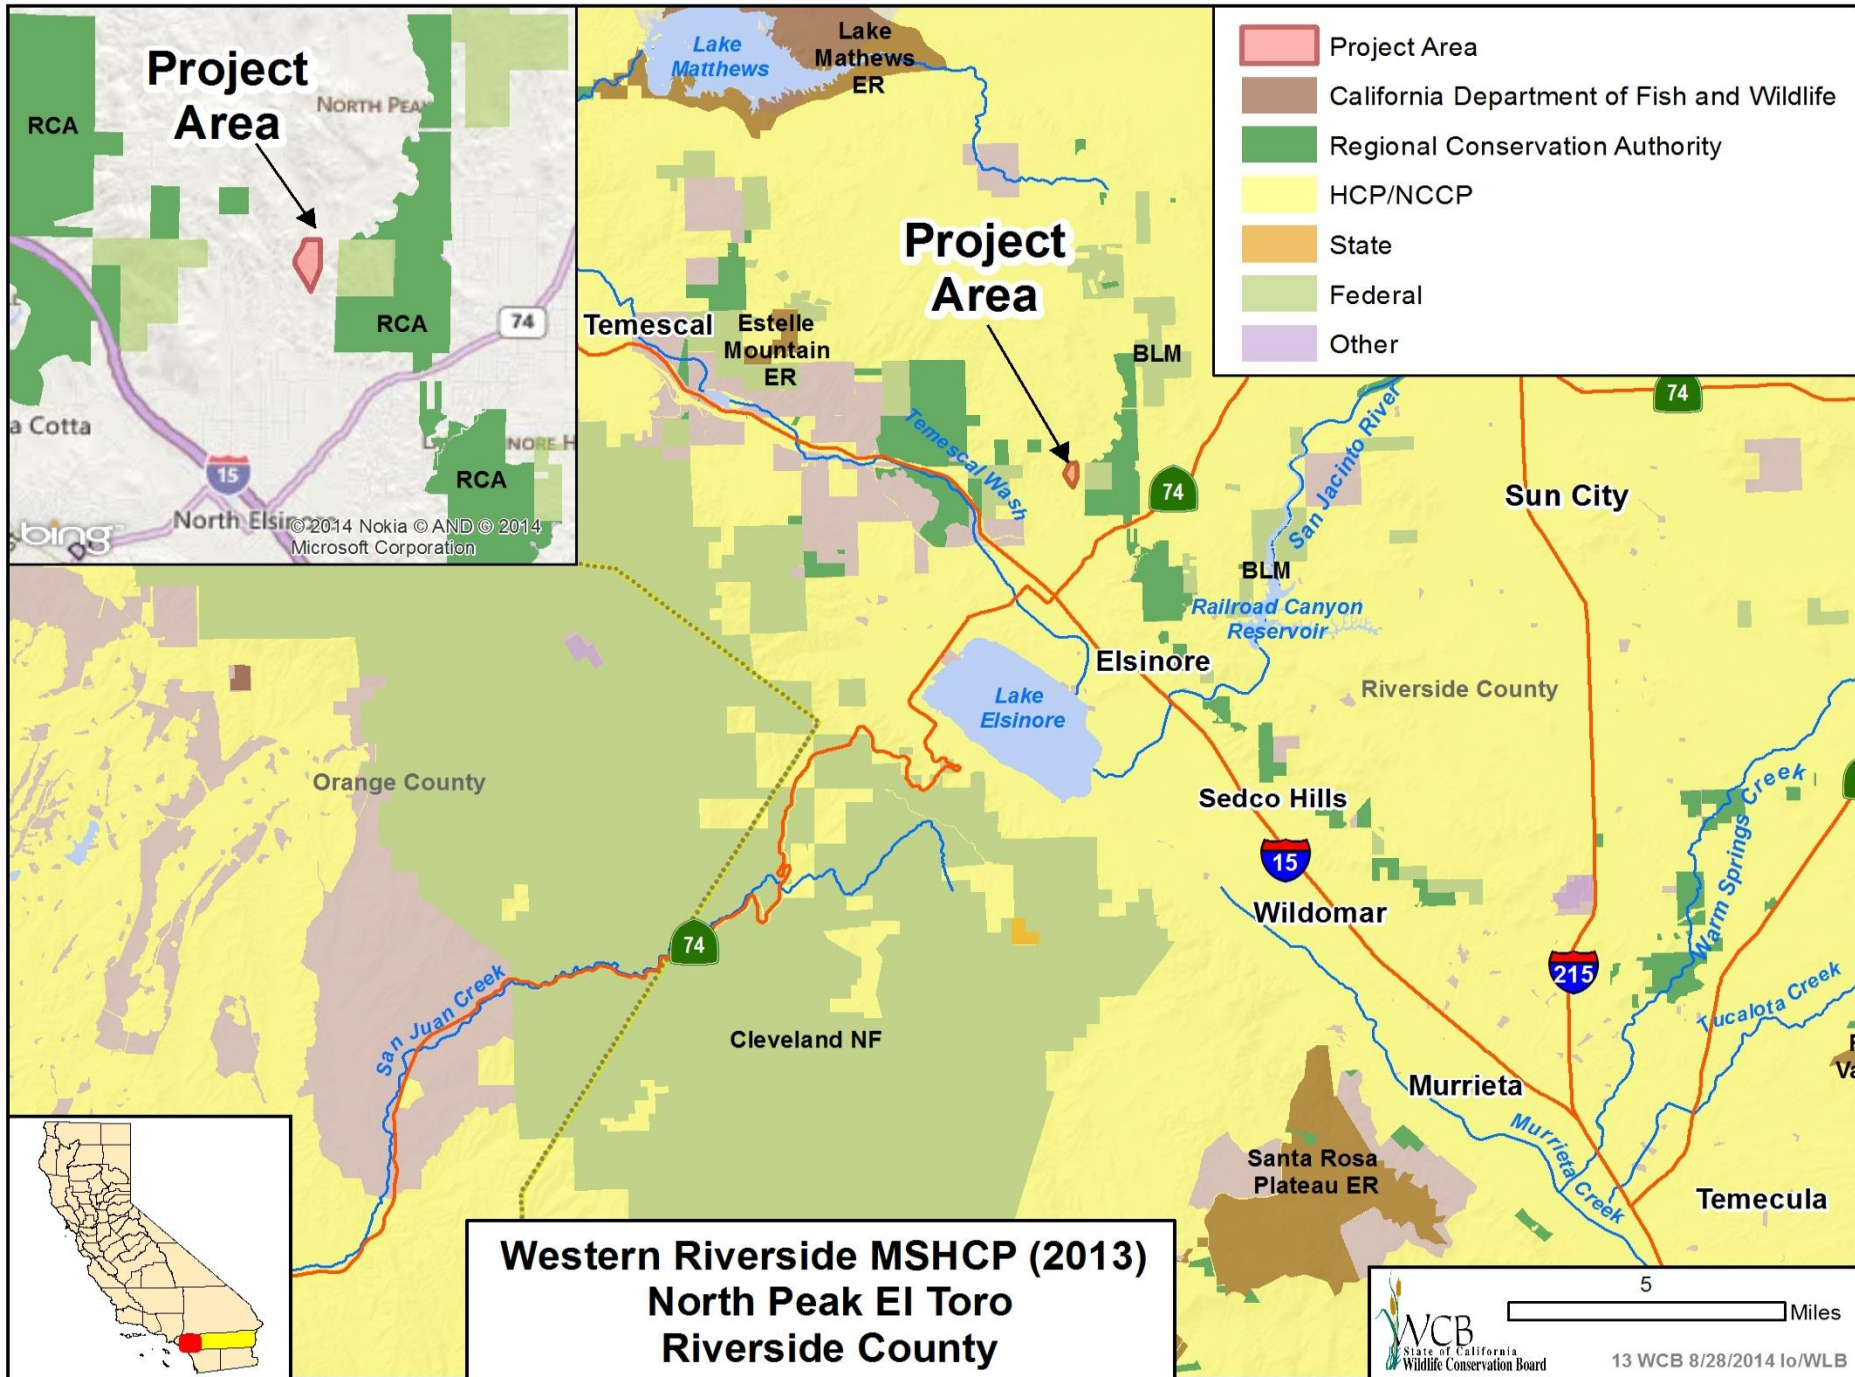 Project
Area
NORTH PEAK
RCA
RCA
RCA
74
a Cotta
15
North Elsinore
bing
© 2014 Nokia © AND © 2014
Microsoft Corporation
Lake
Matthews
Lake
Mathews
ER
Project Area
California Department of Fish and Wildlife
Regional Conservation Authority
HCP/NCCP
State
Federal
Other
Project
Area
Temescal
Estelle
Mountain
ER
BLM
Temescal Wash
74
74
San Jacinto River
Sun City
BLM
Railroad Canyon
Reservoir
Elsinore
Riverside County
Lake
Elsinore
Orange County
Sedco Hills
15
Wildomar
Warm Springs Creek
215
Tucalota Creek
74
San Juan Creek
Cleveland NF
Murrieta
Murrieta Creek
Santa Rosa
Plateau ER
Temecula
Western Riverside MSHCP (2013)
North Peak El Toro
Riverside County
5
Miles
WCB
State of California
Wildlife Conservation Board
13 WCB 8/28/2014 lo/WLB